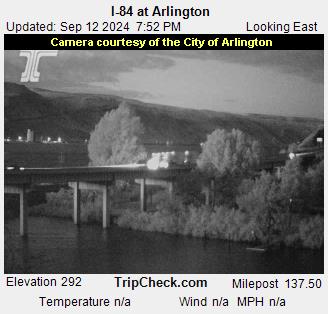 I-84 at Arlington
Updated: Sep 12 2024 7:52 PM Looking East
Camera courtesy of the City of Arlington
Elevation 292 TripCheck.com Milepost 137.50
Temperature n/a Wind n/a MPH n/a